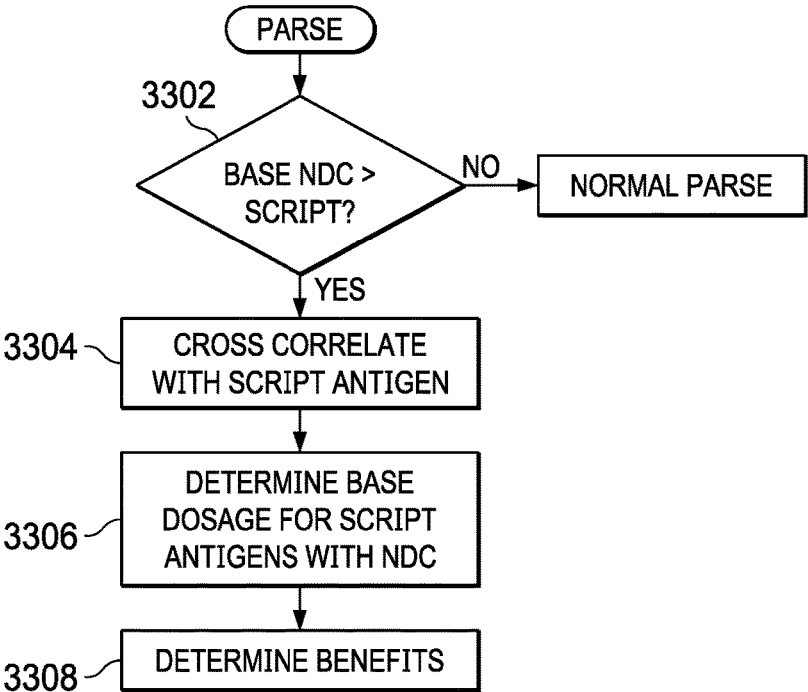 PARSE
3302
BASE NDC >
SCRIPT?
NO
NORMAL PARSE
YES
3304
CROSS CORRELATE
WITH SCRIPT ANTIGEN
3306
DETERMINE BASE
DOSAGE FOR SCRIPT
ANTIGENS WITH NDC
3308
DETERMINE BENEFITS